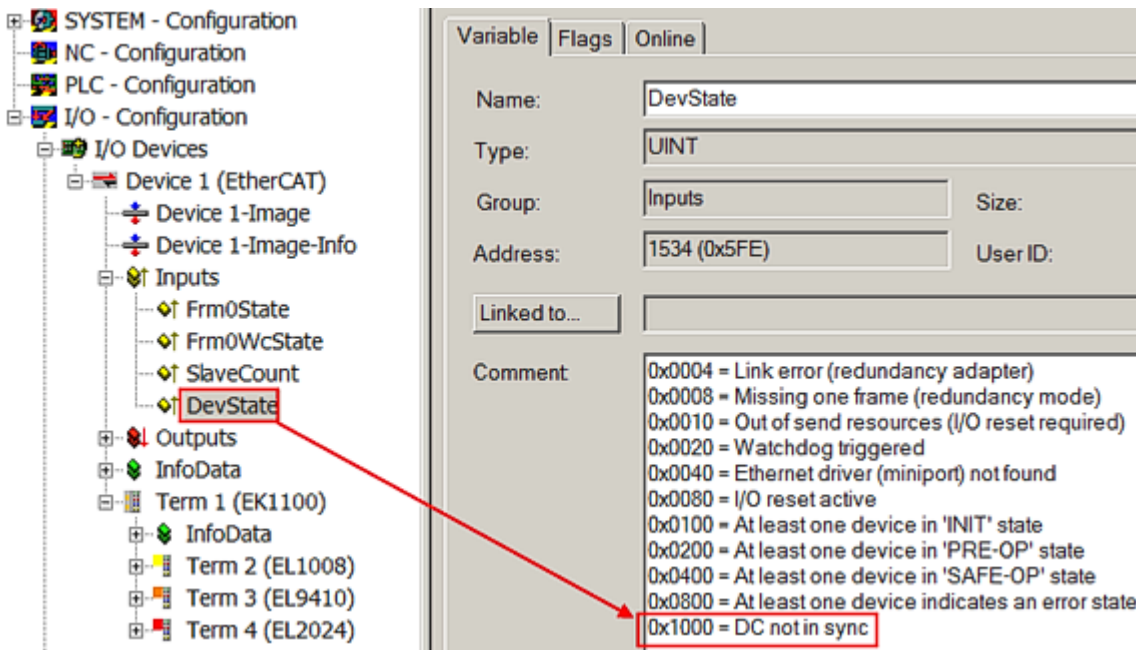 SYSTEM - Configuration
NC - Configuration
PLC - Configuration
I/O - Configuration
I/O Devices
Device 1 (EtherCAT)
Device 1-Image
Device 1-Image-Info
Inputs
Frm0State
Frm0WcState
SlaveCount
DevState
Outputs
InfoData
Term 1 (EK1100)
InfoData
Term 2 (EL1008)
Term 3 (EL9410)
Term 4 (EL2024)
Variable Flags Online
Name: DevState
Type: UINT
Group: Inputs Size:
Address: 1534 (0x5FE) User ID:
Linked to...
Comment:
0x0004 = Link error (redundancy adapter)
0x0008 = Missing one frame (redundancy mode)
0x0010 = Out of send resources (I/O reset required)
0x0020 = Watchdog triggered
0x0040 = Ethernet driver (miniport) not found
0x0080 = I/O reset active
0x0100 = At least one device in 'INIT' state
0x0200 = At least one device in 'PRE-OP' state
0x0400 = At least one device in 'SAFE-OP' state
0x0800 = At least one device indicates an error state
0x1000 = DC not in sync